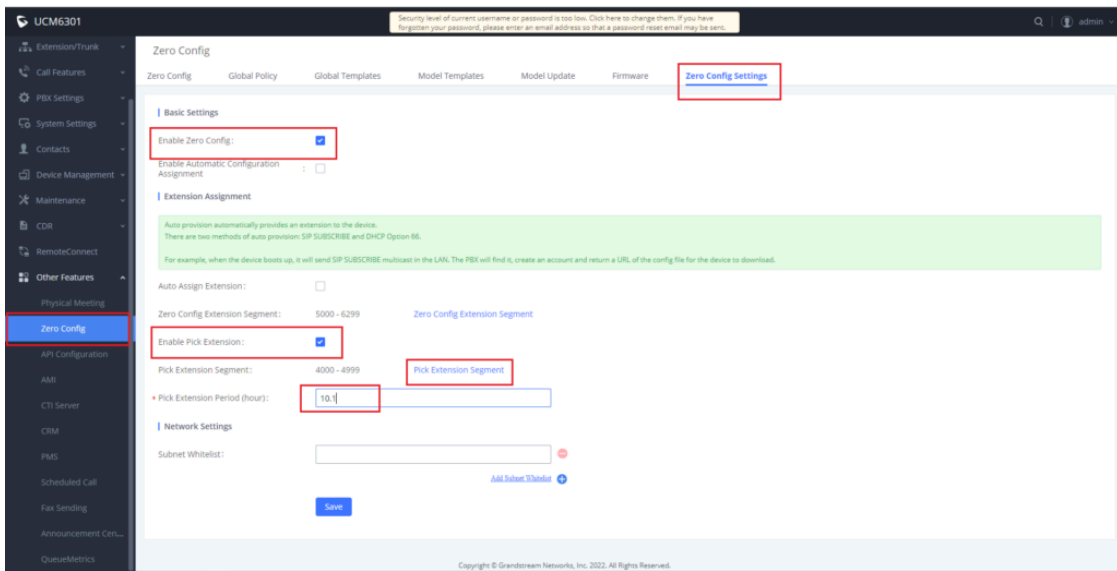 UCM6301
Security level of current username or password is too low. Click here to change them. If you have
forgotten your password, please enter an email address so that a password reset email may be sent.
admin
Extension/Trunk
Call Features
PBX Settings
System Settings
Contacts
Device Management
Maintenance
CDR
RemoteConnect
Other Features
Physical Meeting
Zero Config
API Configuration
AMI
CTI Server
CRM
PMS
Scheduled Call
Fax Sending
Announcement Cen...
QueueMetrics
Zero Config
Zero Config Global Policy Global Templates Model Templates Model Update Firmware Zero Config Settings
Basic Settings
Enable Zero Config :
Enable Automatic Configuration
Assignment :
Extension Assignment
Auto provision automatically provides an extension to the device.
There are two methods of auto provision: SIP SUBSCRIBE and DHCP Option 66.
For example, when the device boots up, it will send SIP SUBSCRIBE multicast in the LAN. The PBX will find it, create an account and return a URL of the config file for the device to download.
Auto Assign Extension :
Zero Config Extension Segment : 5000 - 6299 Zero Config Extension Segment
Enable Pick Extension :
Pick Extension Segment : 4000 - 4999 Pick Extension Segment
* Pick Extension Period (hour) : 10.1
Network Settings
Subnet Whitelist :
Add Subnet Whitelist
Save
Copyright © Grandstream Networks, Inc. 2022. All Rights Reserved.